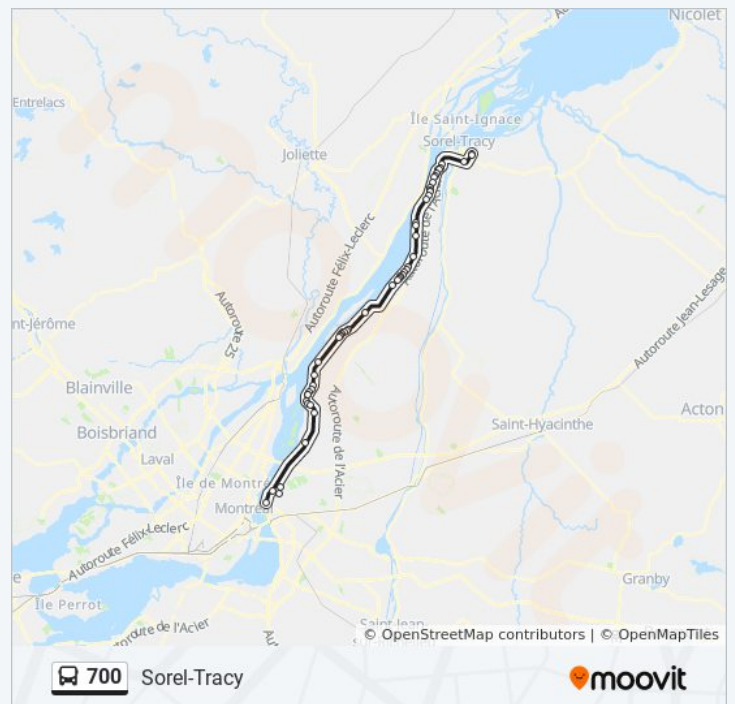 Nicolet
Entrelacs
Île Saint-Ignace
Sorel-Tracy
Joliette
Autoroute Félix-Leclerc
Autoroute de l'Ac
Autoroute Jean-Lesage
Autoroute 25
nt-Jérôme
Blainville
Acton
Autoroute de l'Acier
Saint-Hyacinthe
Boisbriand
Laval
Île de Montré
Montréal
Autoroute Félix-Leclerc
Granby
Île Perrot
oroute de l'Acier
Saint-Jean-
© OpenStreetMap contributors | © OpenMapTiles
700 Sorel-Tracy
moovit